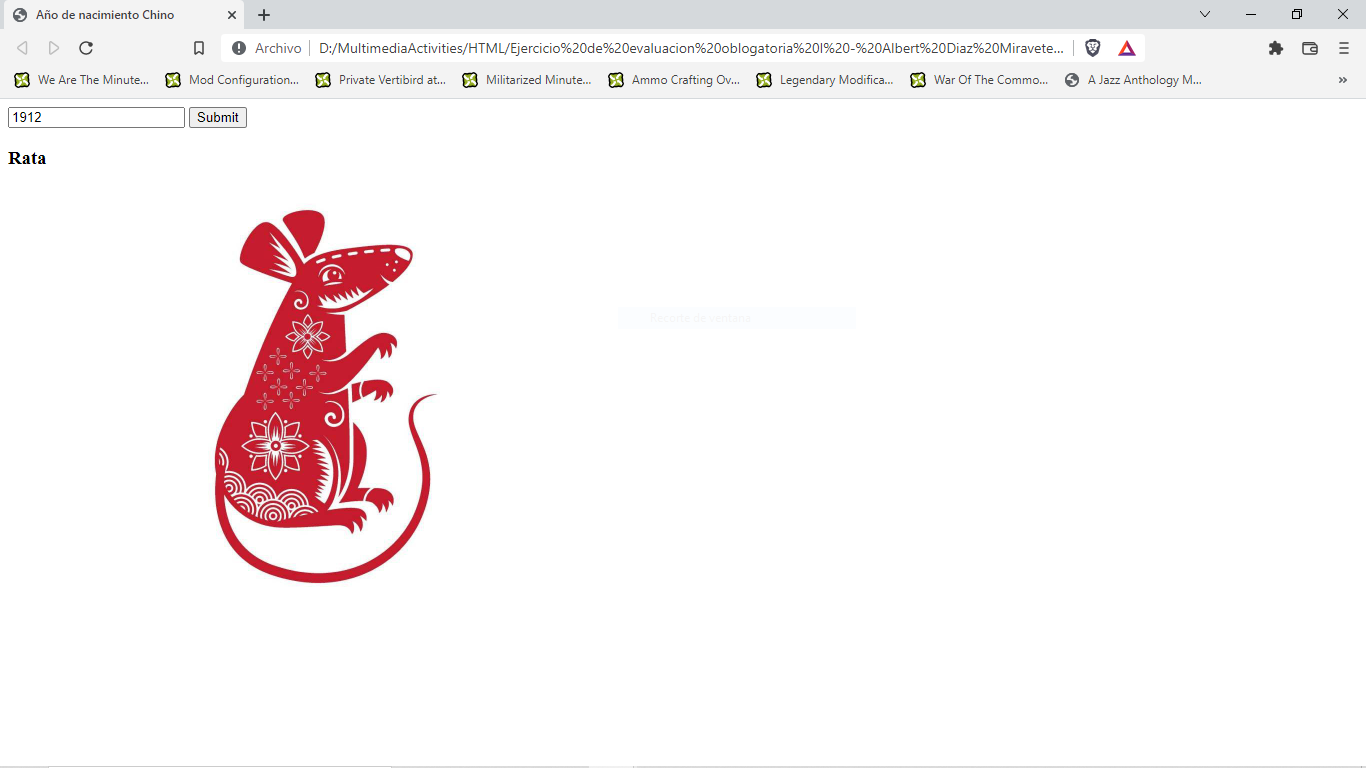 Año de nacimiento Chino
Archivo D:/MultimediaActivities/HTML/Ejercicio%20de%20evaluacion%20oblogatoria%20I%20-%20Albert%20Diaz%20Miravete...
We Are The Minute... Mod Configuration... Private Vertibird at... Militarized Minute... Ammo Crafting Ov... Legendary Modifica... War Of The Commo... A Jazz Anthology M... »
1912 Submit
Rata
Recorte de ventana